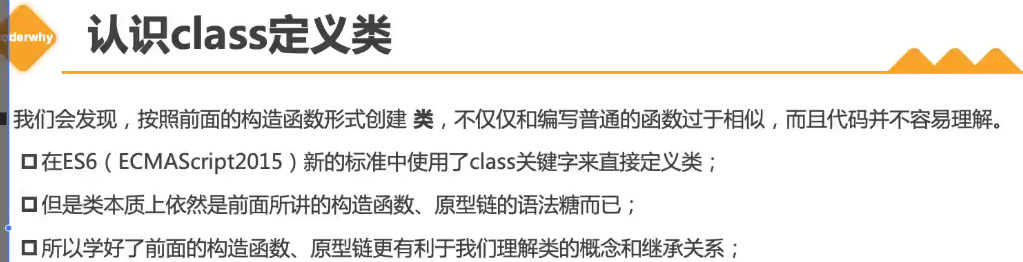 oderwhy
认识class定义类
我们会发现，按照前面的构造函数形式创建 类，不仅仅和编写普通的函数过于相似，而且代码并不容易理解。
在ES6（ECMAScript2015）新的标准中使用了class关键字来直接定义类；
但是类本质上依然是前面所讲的构造函数、原型链的语法糖而已；
所以学好了前面的构造函数、原型链更有利于我们理解类的概念和继承关系；